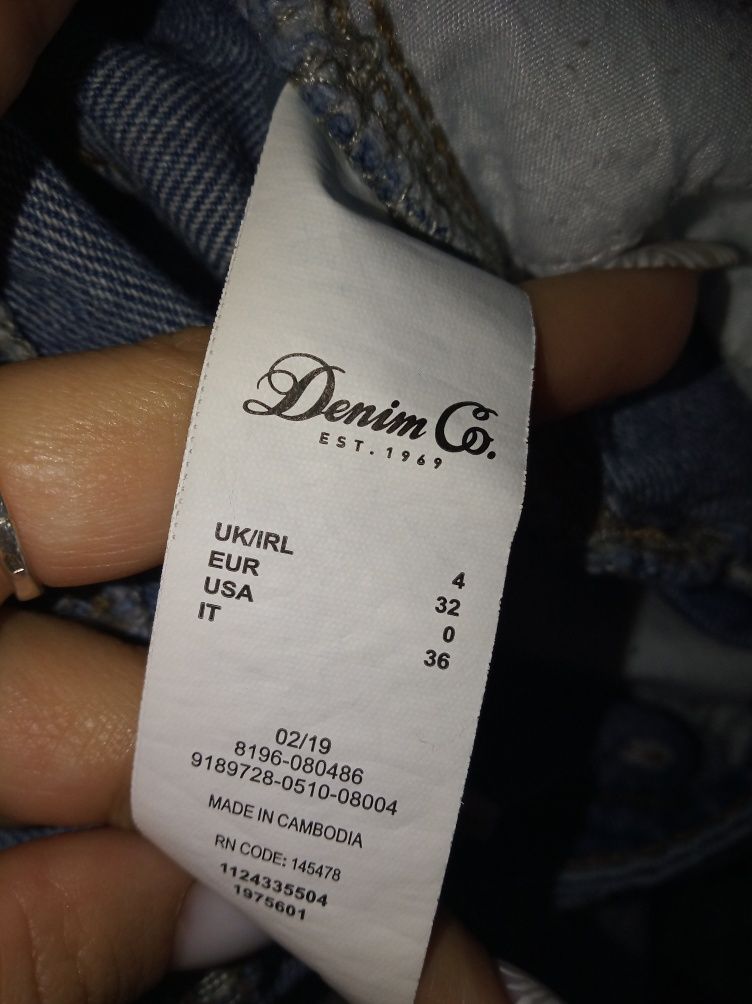 Denim Co.
EST. 1969
UK/IRL 4
EUR 32
USA 0
IT 36
02/19
8196-080486
9189728-0510-08004
MADE IN CAMBODIA
RN CODE: 145478
1124335504
1975601